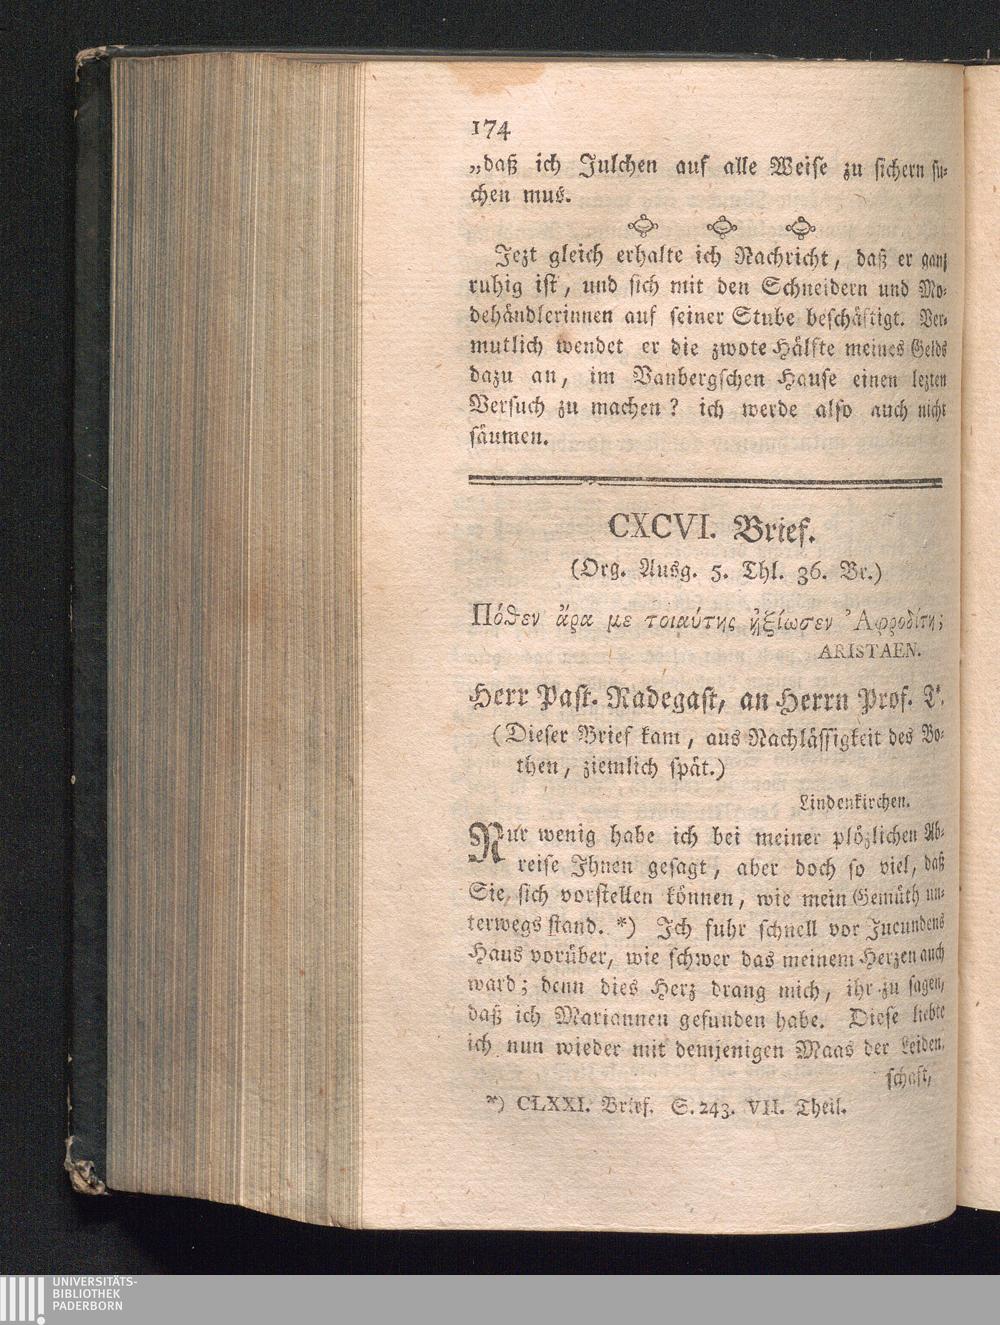 174
„daß ich Julchen auf alle Weise zu sichern su-
chen mus.
Jezt gleich erhalte ich Nachricht, daß er ganz
ruhig ist, und sich mit den Schneidern und Mo-
dehändlerinnen auf seiner Stube beschäftigt. Ver-
mutlich wendet er die zwote Hälfte meines Gelds
dazu an, im Vanbergschen Hause einen lezten
Versuch zu machen? ich werde also auch nicht
säumen.
CXCVI. Brief.
(Org. Ausg. 5. Thl. 36. Br.)
Πόθεν ἄρα με τοιαύτης ἠξίωσεν Ἀφροδίτη;
ARISTAEN.
Herr Past. Radegast, an Herrn Prof. T*.
(Dieser Brief kam, aus Nachlässigkeit des Bo-
then, ziemlich spät.)
Lindenkirchen.
Nur wenig habe ich bei meiner plözlichen Ab-
reise Ihnen gesagt, aber doch so viel, daß
Sie sich vorstellen können, wie mein Gemüth un-
terwegs stand. *) Ich fuhr schnell vor Jucundens
Haus vorüber, wie schwer das meinem Herzen auch
ward; denn dies Herz drang mich, ihr zu sagen,
daß ich Mariannen gefunden habe. Diese liebte
ich nun wieder mit demjenigen Maas der Leiden-
schaft,
*) CLXXI. Brief. S. 243. VII. Theil.
UNIVERSITÄTS-
BIBLIOTHEK
PADERBORN